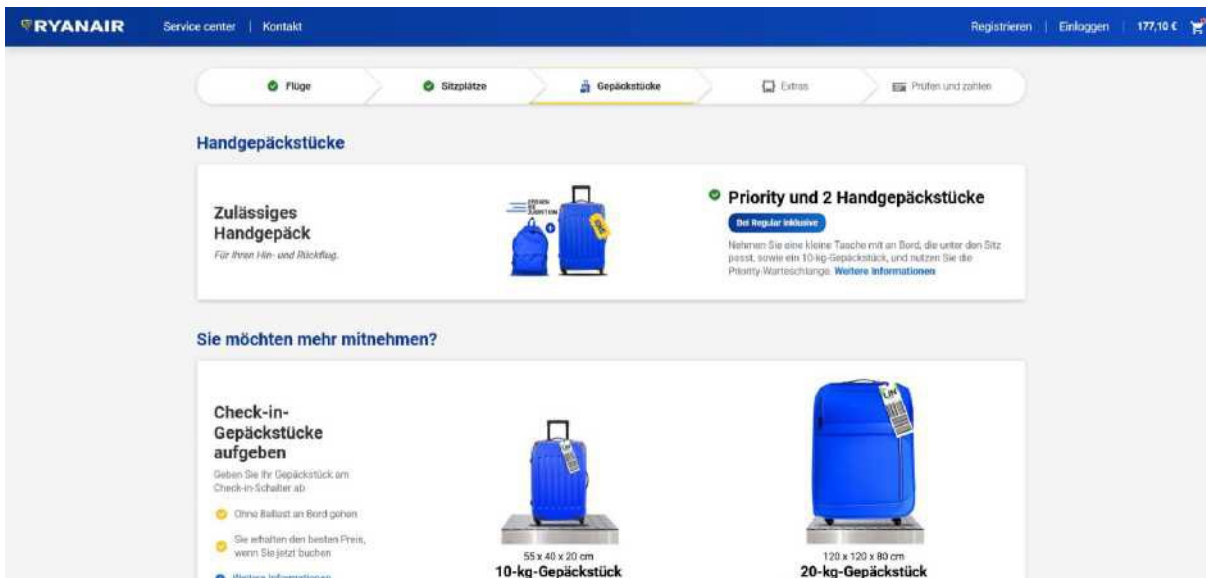 RYANAIR
Service center | Kontakt
Registrieren | Einloggen | 177,10 €
Flüge
Sitzplätze
Gepäckstücke
Extras
Prüfen und zahlen
Handgepäckstücke
Zulässiges
Handgepäck
Für Ihren Hin- und Rückflug.
Priority und 2 Handgepäckstücke
Bei Regular inklusive
Nehmen Sie eine kleine Tasche mit an Bord, die unter den Sitz
passt, sowie ein 10-kg-Gepäckstück, und nutzen Sie die
Priority-Warteschlange. Weitere Informationen
Sie möchten mehr mitnehmen?
Check-in-
Gepäckstücke
aufgeben
Geben Sie Ihr Gepäckstück am
Check-in-Schalter ab
Ohne Ballast an Bord gehen
Sie erhalten den besten Preis,
wenn Sie jetzt buchen
Weitere Informationen
55 x 40 x 20 cm
10-kg-Gepäckstück
120 x 120 x 80 cm
20-kg-Gepäckstück